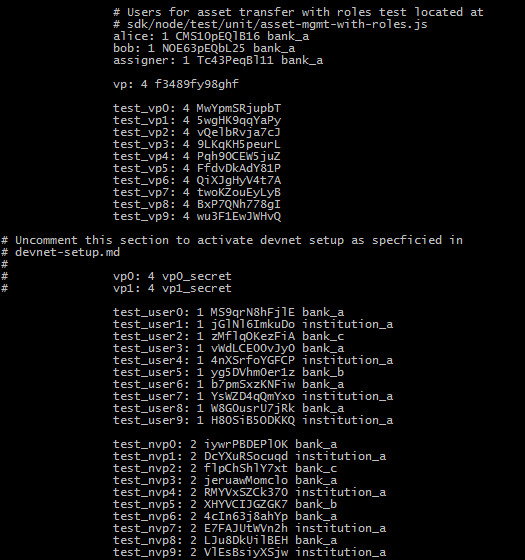 # Users for asset transfer with roles test located at
# sdk/node/test/unit/asset-mgmt-with-roles.js
alice: 1 CMS10pEQlB16 bank_a
bob: 1 NOE63pEQbL25 bank_a
assigner: 1 Tc43PeqBl11 bank_a
vp: 4 f3489fy98ghf
test_vp0: 4 MwYpmSRjupbT
test_vp1: 4 5wgHK9qqYaPy
test_vp2: 4 vQelbRvja7cJ
test_vp3: 4 9LKqKH5peurL
test_vp4: 4 Pqh90CEW5juZ
test_vp5: 4 FfdvDkAdY81P
test_vp6: 4 QiXJgHyV4t7A
test_vp7: 4 twoKZouEyLyB
test_vp8: 4 BxP7QNh778gI
test_vp9: 4 wu3F1EwJWHvQ
# Uncomment this section to activate devnet setup as specficied in
# devnet-setup.md
#
# vp0: 4 vp0_secret
# vp1: 4 vp1_secret
test_user0: 1 MS9qrN8hFjlE bank_a
test_user1: 1 jGlNl6ImkuDo institution_a
test_user2: 1 zMflqOKezFiA bank_c
test_user3: 1 vWdLCE00vJy0 bank_a
test_user4: 1 4nXSrfoYGFCP institution_a
test_user5: 1 yg5DVhm0er1z bank_b
test_user6: 1 b7pmSxzKNFiw bank_a
test_user7: 1 YsWZD4qQmYxo institution_a
test_user8: 1 W8G0usrU7jRk bank_a
test_user9: 1 H80SiB5ODKKQ institution_a
test_nvp0: 2 iywrPBDEPl0K bank_a
test_nvp1: 2 DcYXuRSocuqd institution_a
test_nvp2: 2 flpChShlY7xt bank_c
test_nvp3: 2 jeruawMomclo bank_a
test_nvp4: 2 RMYVxSZCk370 institution_a
test_nvp5: 2 XHYVCIJGZGK7 bank_b
test_nvp6: 2 4cIn63j8ahYp bank_a
test_nvp7: 2 E7FAJUtWVn2h institution_a
test_nvp8: 2 LJu8DkUilBEH bank_a
test_nvp9: 2 VlEsBsiyXSjw institution_a